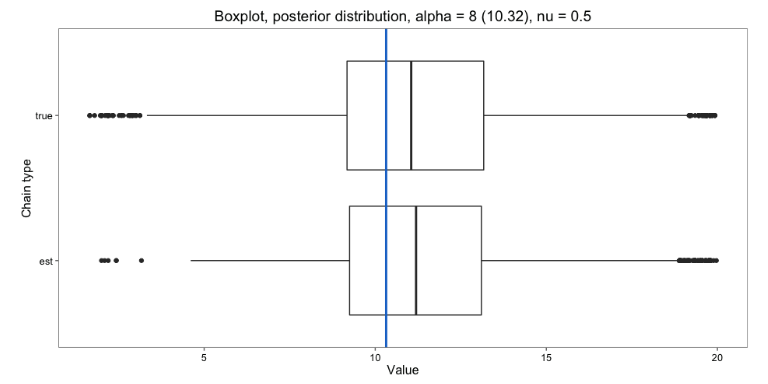 Boxplot, posterior distribution, alpha = 8 (10.32), nu = 0.5
Chain type
true
est
5 10 15 20
Value